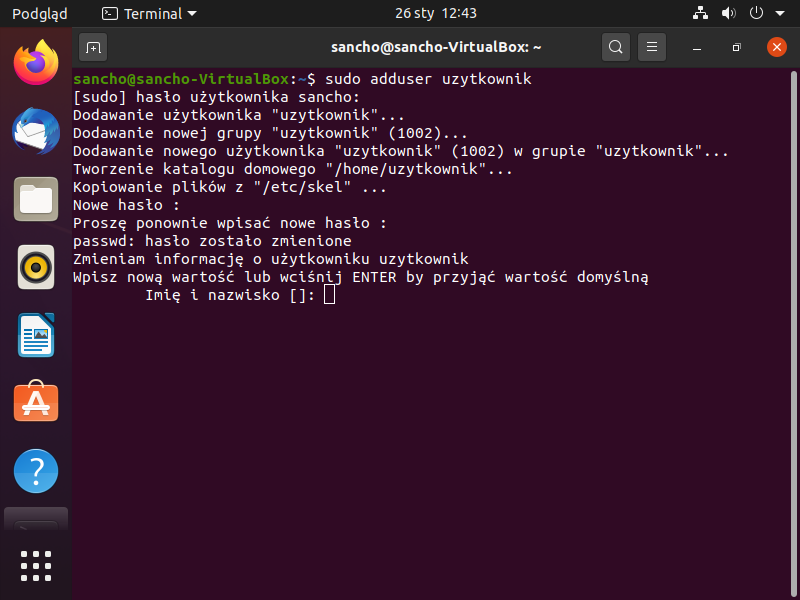 Podgląd Terminal 26 sty 12:43
sancho@sancho-VirtualBox: ~
sancho@sancho-VirtualBox:~$ sudo adduser uzytkownik
[sudo] hasło użytkownika sancho:
Dodawanie użytkownika "uzytkownik"...
Dodawanie nowej grupy "uzytkownik" (1002)...
Dodawanie nowego użytkownika "uzytkownik" (1002) w grupie "uzytkownik"...
Tworzenie katalogu domowego "/home/uzytkownik"...
Kopiowanie plików z "/etc/skel" ...
Nowe hasło :
Proszę ponownie wpisać nowe hasło :
passwd: hasło zostało zmienione
Zmieniam informację o użytkowniku uzytkownik
Wpisz nową wartość lub wciśnij ENTER by przyjąć wartość domyślną
Imię i nazwisko []: